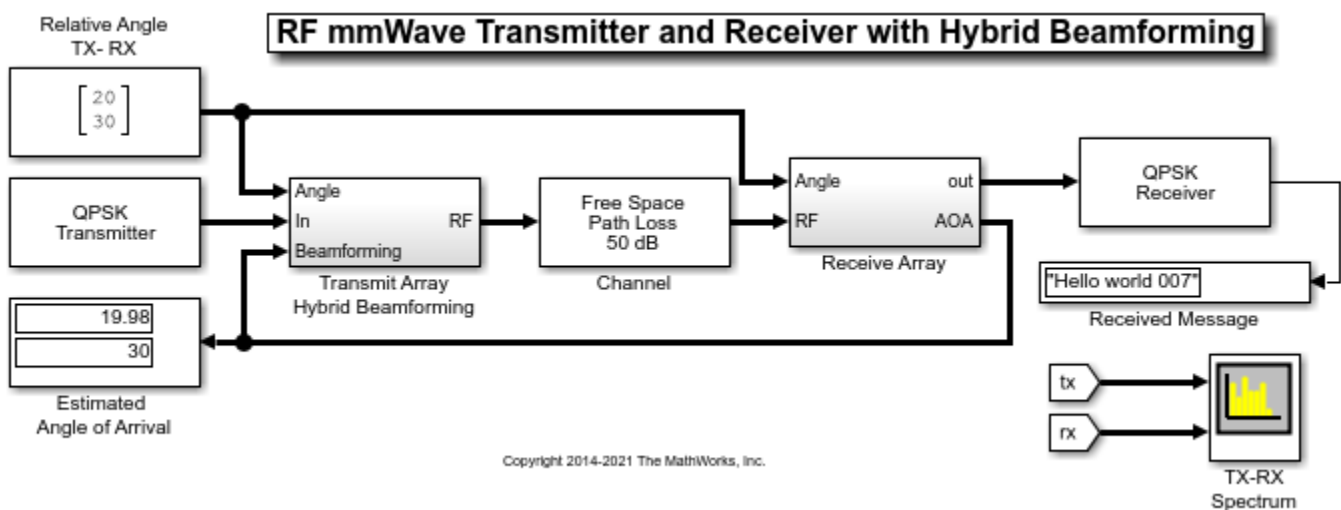 Relative Angle
TX- RX
RF mmWave Transmitter and Receiver with Hybrid Beamforming
20
30
QPSK
Transmitter
Angle
In
Beamforming
RF
Transmit Array
Hybrid Beamforming
Free Space
Path Loss
50 dB
Channel
Angle
RF
out
AOA
Receive Array
QPSK
Receiver
"Hello world 007"
Received Message
19.98
30
Estimated
Angle of Arrival
tx
rx
TX-RX
Spectrum
Copyright 2014-2021 The MathWorks, Inc.